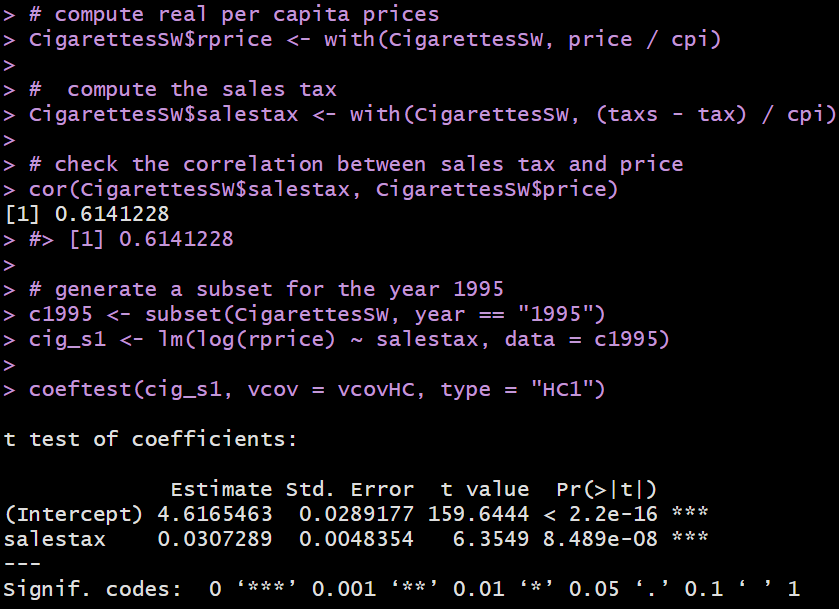 > # compute real per capita prices
> CigarettesSW$rprice <- with(CigarettesSW, price / cpi)
>
> #  compute the sales tax
> CigarettesSW$salestax <- with(CigarettesSW, (taxs - tax) / cpi)
>
> # check the correlation between sales tax and price
> cor(CigarettesSW$salestax, CigarettesSW$price)
[1] 0.6141228
> #> [1] 0.6141228
>
> # generate a subset for the year 1995
> c1995 <- subset(CigarettesSW, year == "1995")
> cig_s1 <- lm(log(rprice) ~ salestax, data = c1995)
>
> coeftest(cig_s1, vcov = vcovHC, type = "HC1")

t test of coefficients:

             Estimate Std. Error  t value  Pr(>|t|)
(Intercept) 4.6165463  0.0289177 159.6444 < 2.2e-16 ***
salestax    0.0307289  0.0048354   6.3549 8.489e-08 ***
---
Signif. codes:  0 ‘***’ 0.001 ‘**’ 0.01 ‘*’ 0.05 ‘.’ 0.1 ‘ ’ 1